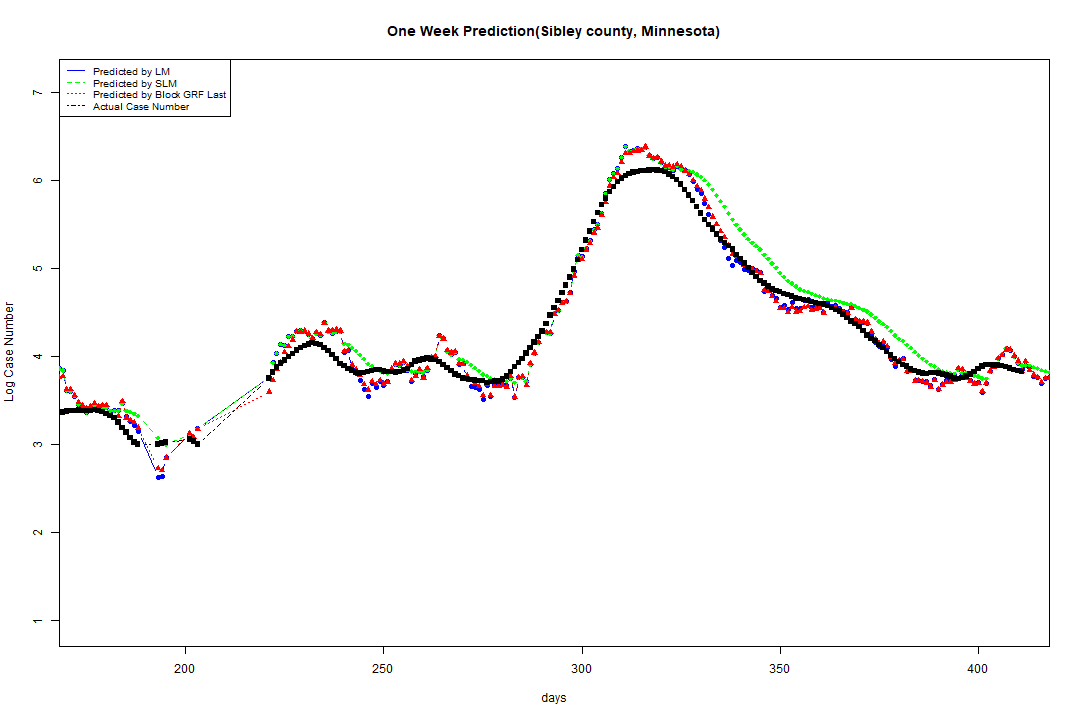 One Week Prediction(Sibley county, Minnesota)
Predicted by LM
Predicted by SLM
Predicted by Block GRF Last
Actual Case Number
7
6
5
4
3
2
1
Log Case Number
200 250 300 350 400
days